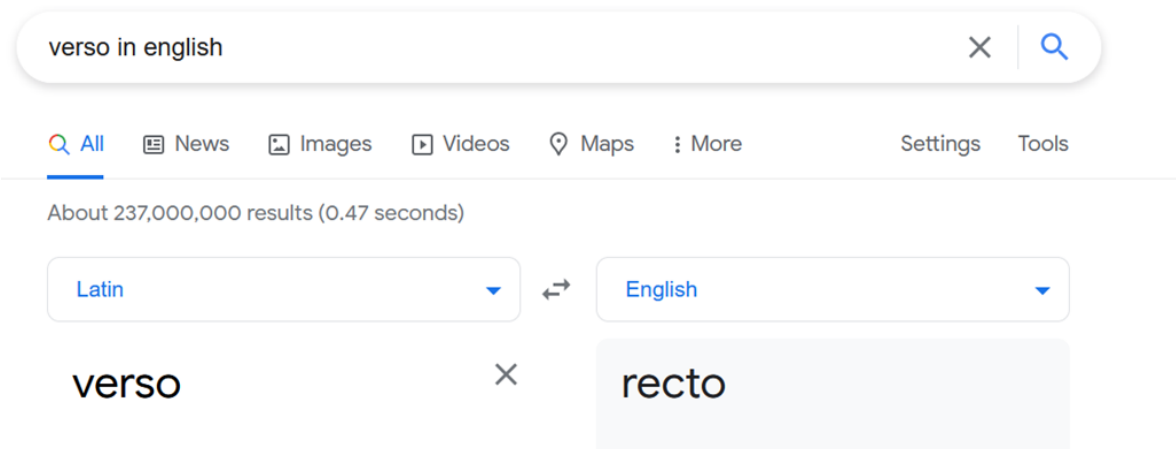 verso in english
All News Images Videos Maps More Settings Tools
About 237,000,000 results (0.47 seconds)
Latin English
verso recto